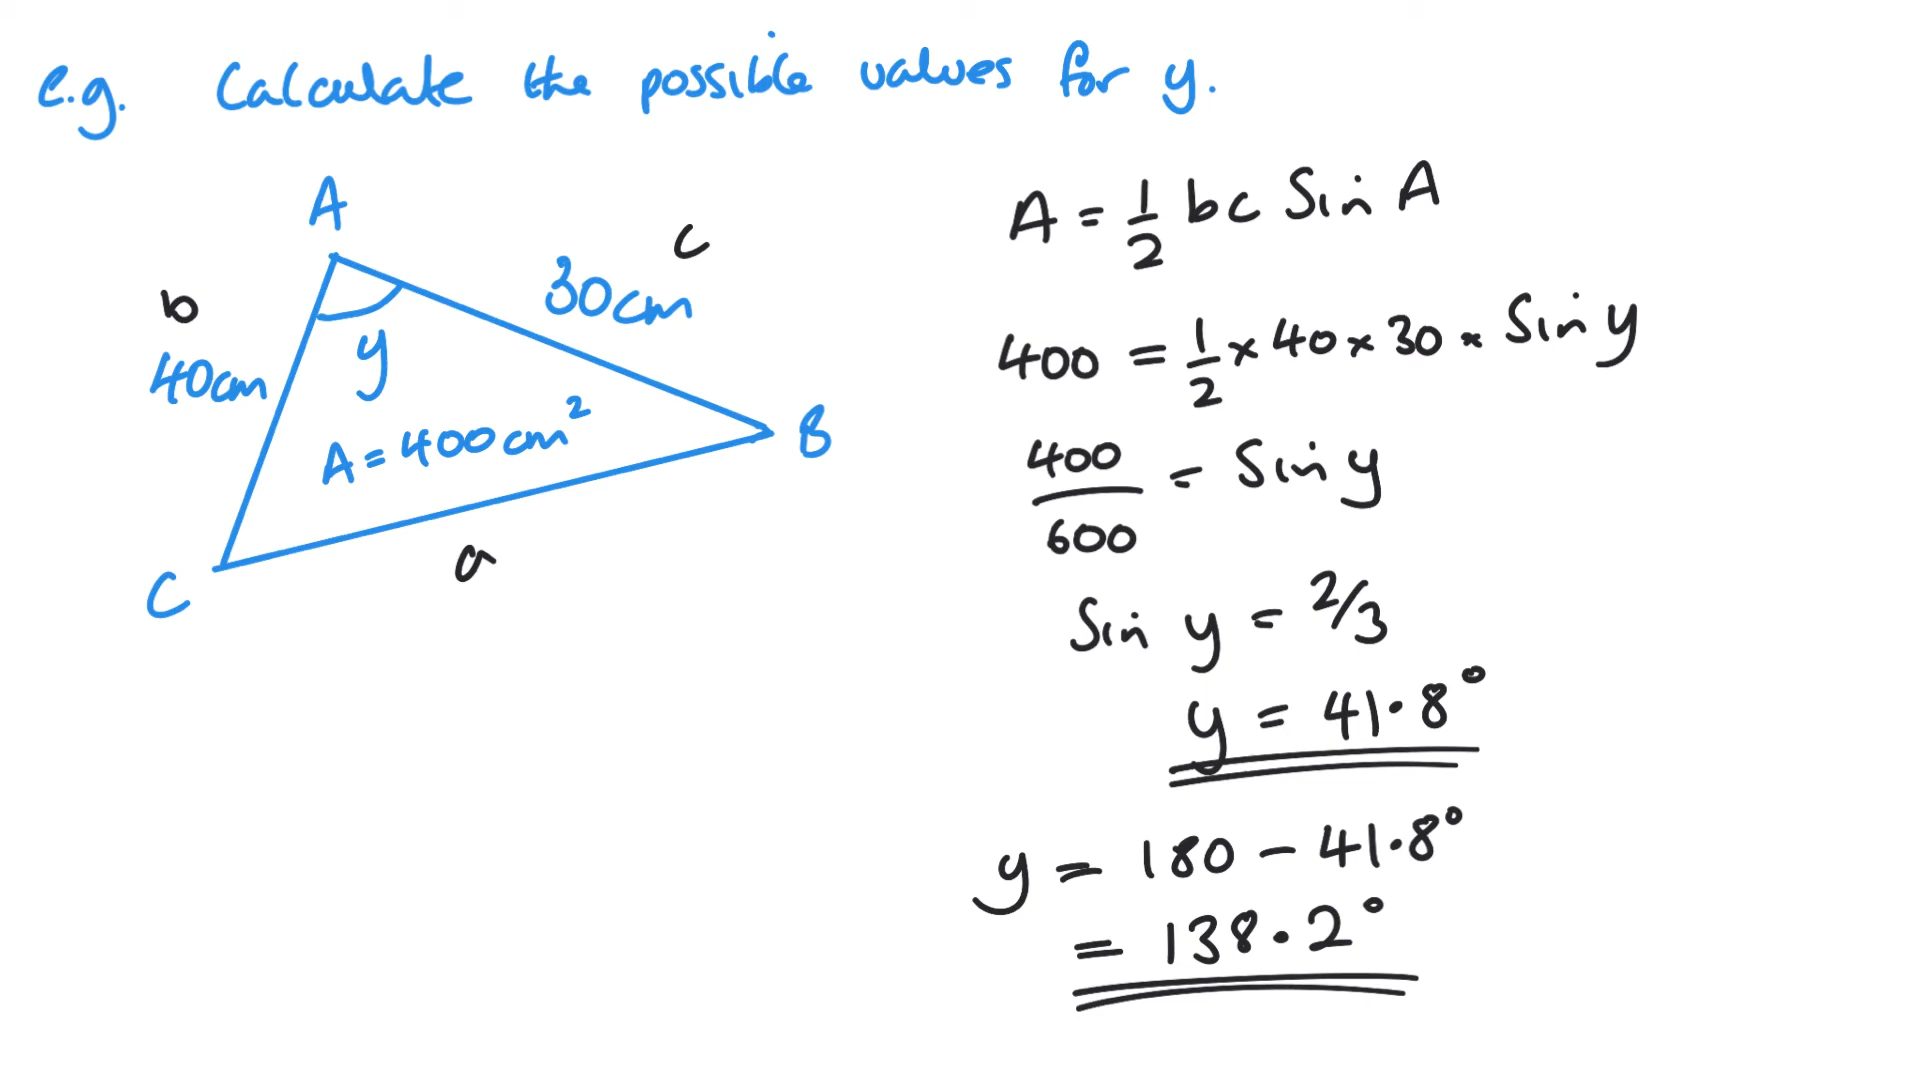 e.g. Calculate the possible values for y.
A
c
b
30cm
40cm
y
B
A = 400cm²
a
C
A = 1/2 bc Sin A
400 = 1/2 × 40 × 30 × Sin y
400/600 = Sin y
Sin y = 2/3
y = 41.8°
y = 180 - 41.8°
= 138.2°